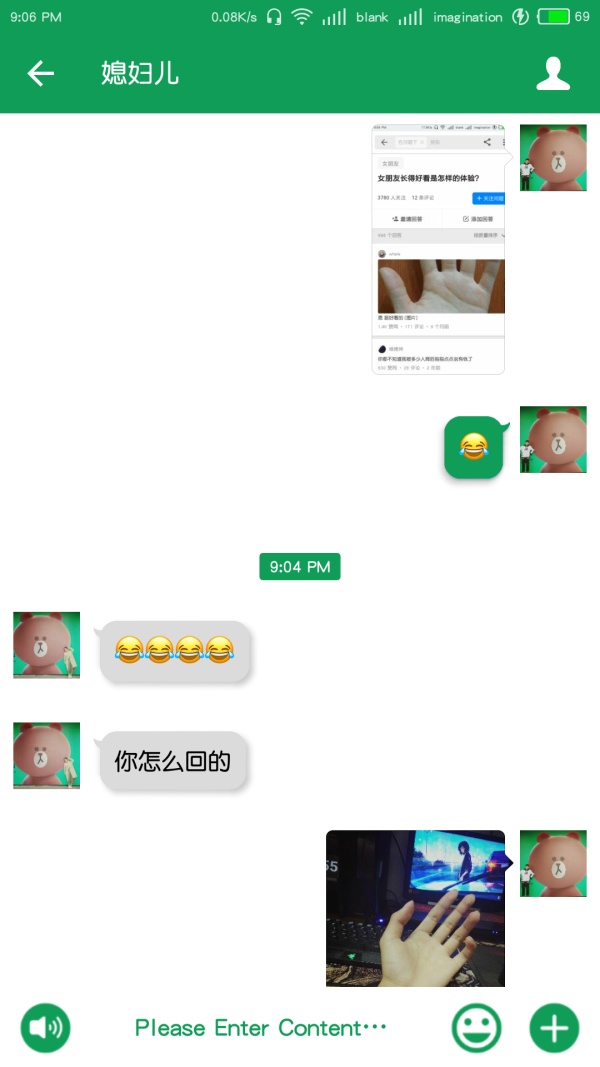 9:06 PM
0.08K/s
blank
imagination
69
媳妇儿
女朋友
女朋友长得好看是怎样的体验?
3780 人关注 12 条评论
+ 关注问题
邀请回答
添加回答
9:04 PM
你怎么回的
55
Please Enter Content…